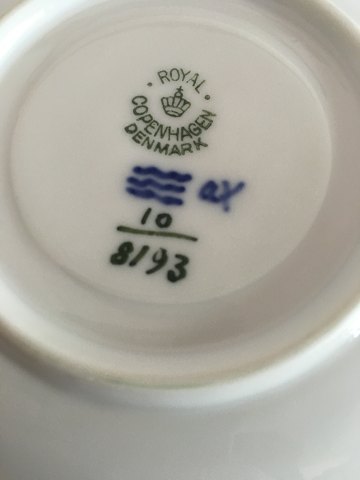 ROYAL
COPENHAGEN
DENMARK
10
8193